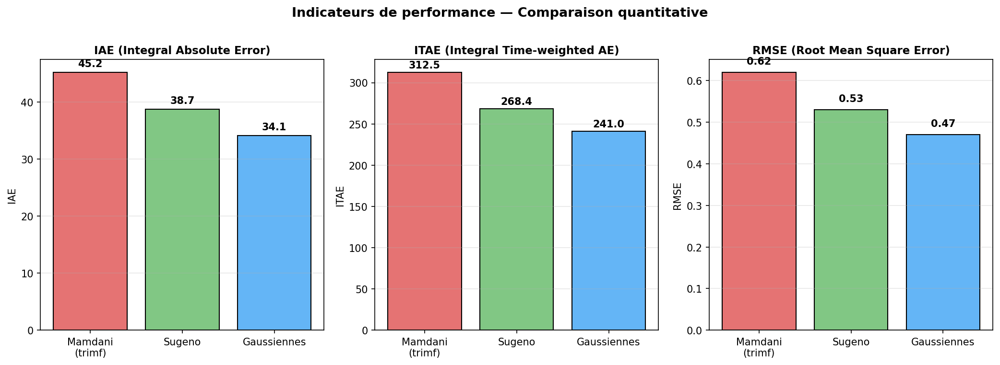 Indicateurs de performance — Comparaison quantitative
IAE (Integral Absolute Error)
45.2
38.7
34.1
40
30
20
10
0
IAE
Mamdani
(trimf)
Sugeno
Gaussiennes
ITAE (Integral Time-weighted AE)
312.5
268.4
241.0
300
250
200
150
100
50
0
ITAE
Mamdani
(trimf)
Sugeno
Gaussiennes
RMSE (Root Mean Square Error)
0.62
0.53
0.47
0.6
0.5
0.4
0.3
0.2
0.1
0.0
RMSE
Mamdani
(trimf)
Sugeno
Gaussiennes